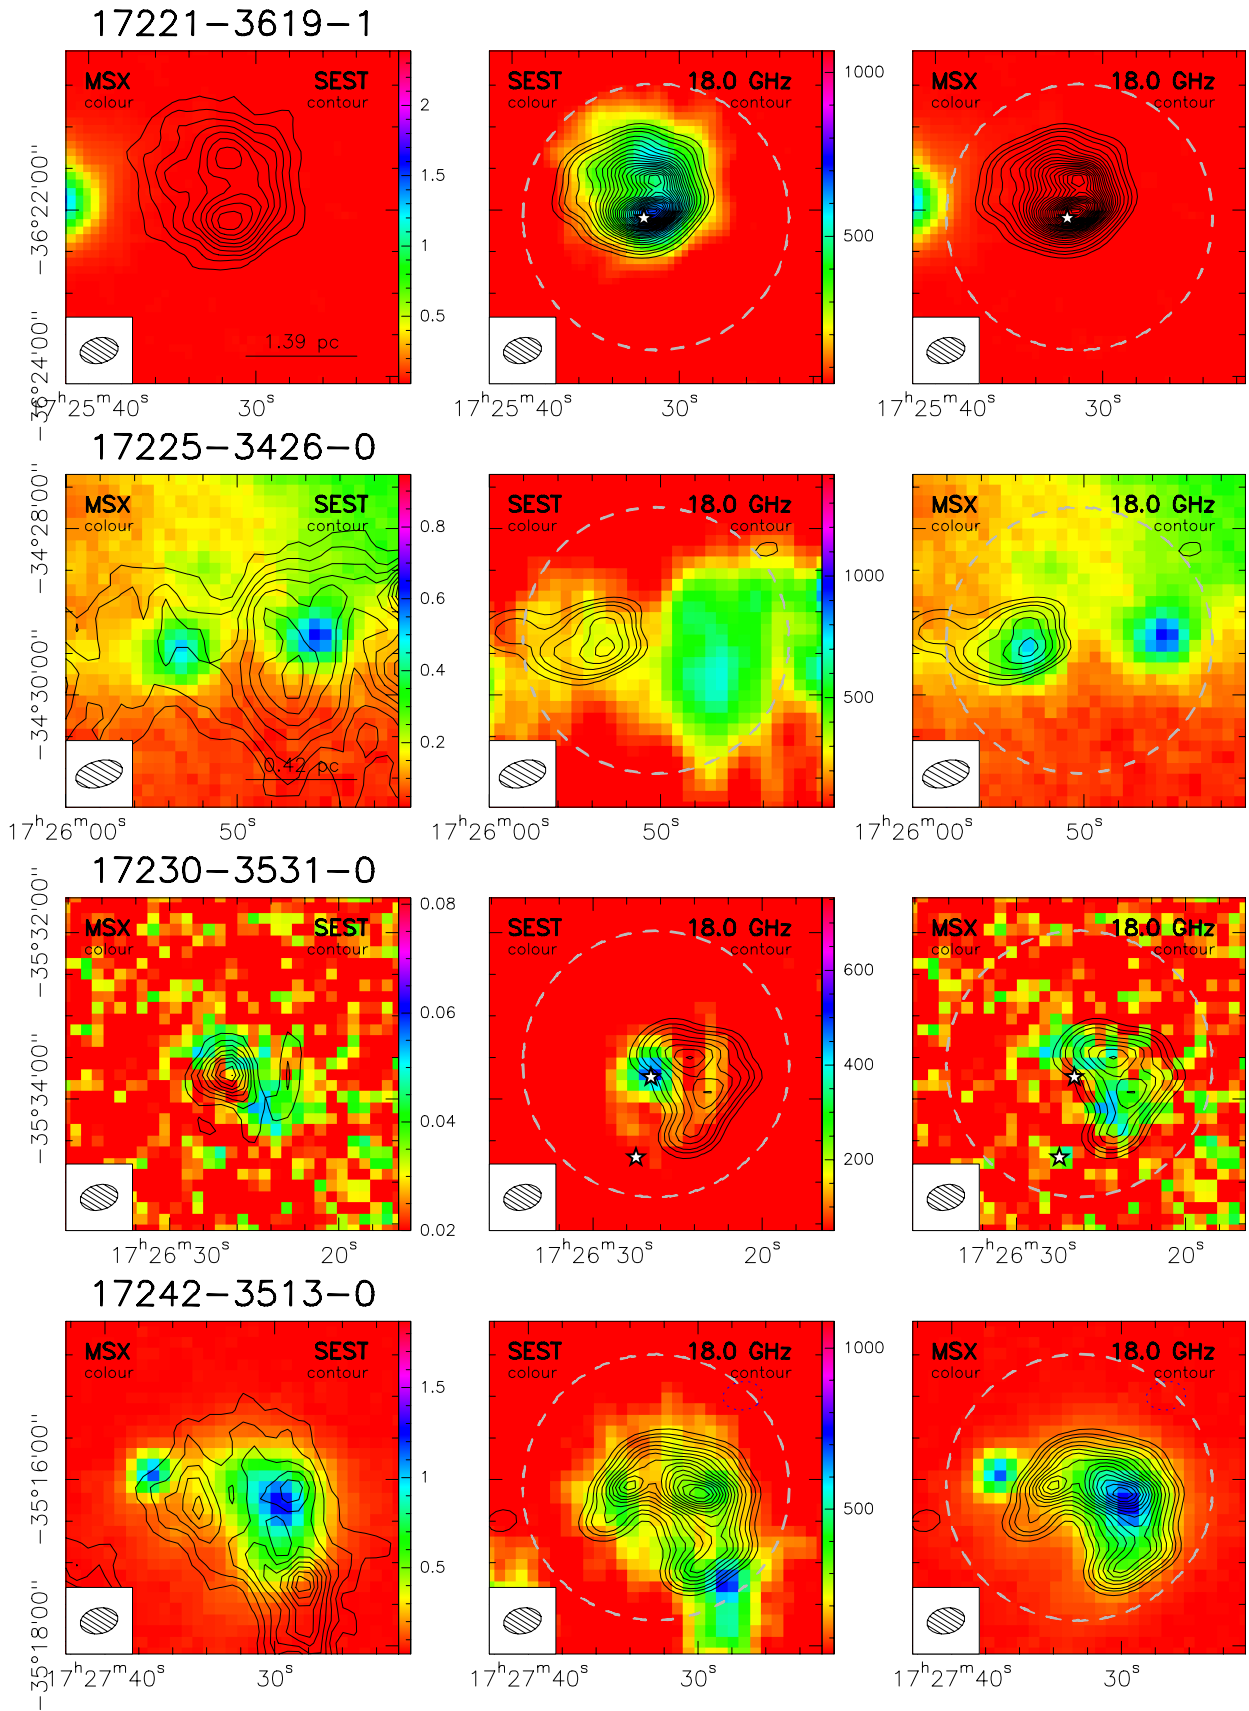 17221−3619−1
MSX SEST SEST 18.0 GHz MSX 18.0 GHz
colour contour colour contour colour contour
2 1000
1.5
1 500
0.5
−36°22'00''
−36°24'00''
1.39 pc
17ʰ25ᵐ40ˢ 30ˢ 17ʰ25ᵐ40ˢ 30ˢ 17ʰ25ᵐ40ˢ 30ˢ
17225−3426−0
MSX SEST SEST 18.0 GHz MSX 18.0 GHz
colour contour colour contour colour contour
0.8
0.6 1000
0.4
0.2 500
−34°28'00''
−34°30'00''
0.42 pc
17ʰ26ᵐ00ˢ 50ˢ 17ʰ26ᵐ00ˢ 50ˢ 17ʰ26ᵐ00ˢ 50ˢ
17230−3531−0
MSX SEST SEST 18.0 GHz MSX 18.0 GHz
colour contour colour contour colour contour
0.08 600
0.06 400
0.04 200
0.02
−35°32'00''
−35°34'00''
17ʰ26ᵐ30ˢ 20ˢ 17ʰ26ᵐ30ˢ 20ˢ 17ʰ26ᵐ30ˢ 20ˢ
17242−3513−0
MSX SEST SEST 18.0 GHz MSX 18.0 GHz
colour contour colour contour colour contour
1.5 1000
1 500
0.5
−35°16'00''
−35°18'00''
17ʰ27ᵐ40ˢ 30ˢ 17ʰ27ᵐ40ˢ 30ˢ 17ʰ27ᵐ40ˢ 30ˢ